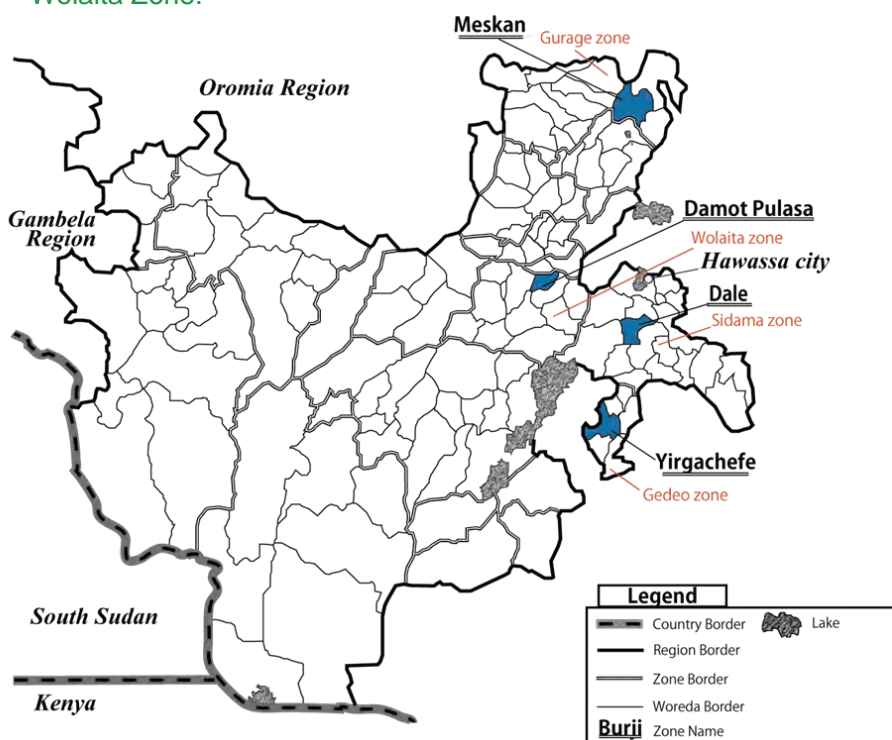 Wolaita Zone.
Meskan
Gurage zone
Oromia Region
Gambela
Region
Damot Pulasa
Wolaita zone
Hawassa city
Dale
Sidama zone
Yirgachefe
Gedeo zone
South Sudan
Kenya
Legend
Country Border
Lake
Region Border
Zone Border
Woreda Border
Burji Zone Name